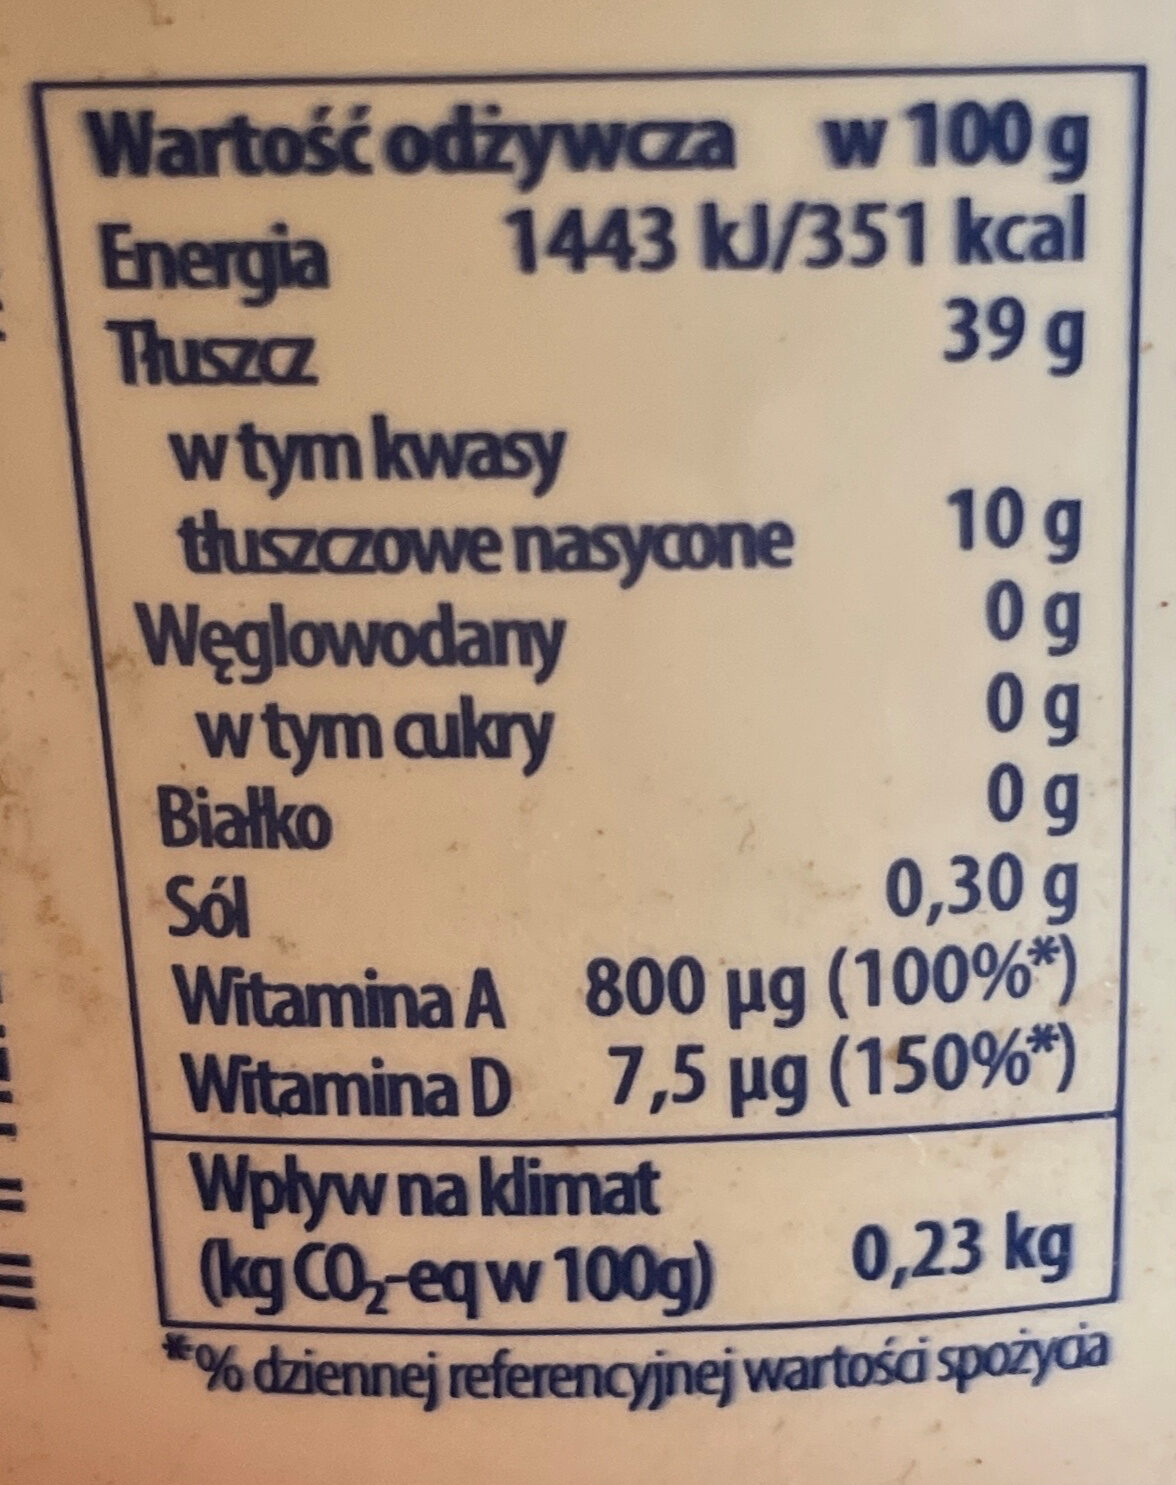 Wartość odżywcza w 100 g
Energia 1443 kJ/351 kcal
Tłuszcz 39 g
w tym kwasy
tłuszczowe nasycone 10 g
Węglowodany 0 g
w tym cukry 0 g
Białko 0 g
Sól 0,30 g
Witamina A 800 µg (100%*)
Witamina D 7,5 µg (150%*)
Wpływ na klimat
(kg CO₂-eq w 100g) 0,23 kg
*% dziennej referencyjnej wartości spożycia